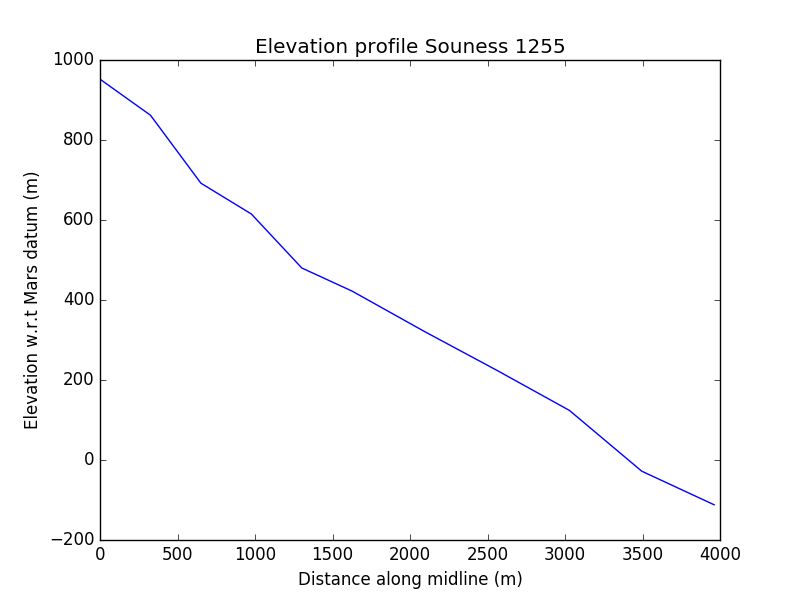 Elevation profile Souness 1255
1000
800
600
400
200
0
−200
Elevation w.r.t Mars datum (m)
0 500 1000 1500 2000 2500 3000 3500 4000
Distance along midline (m)